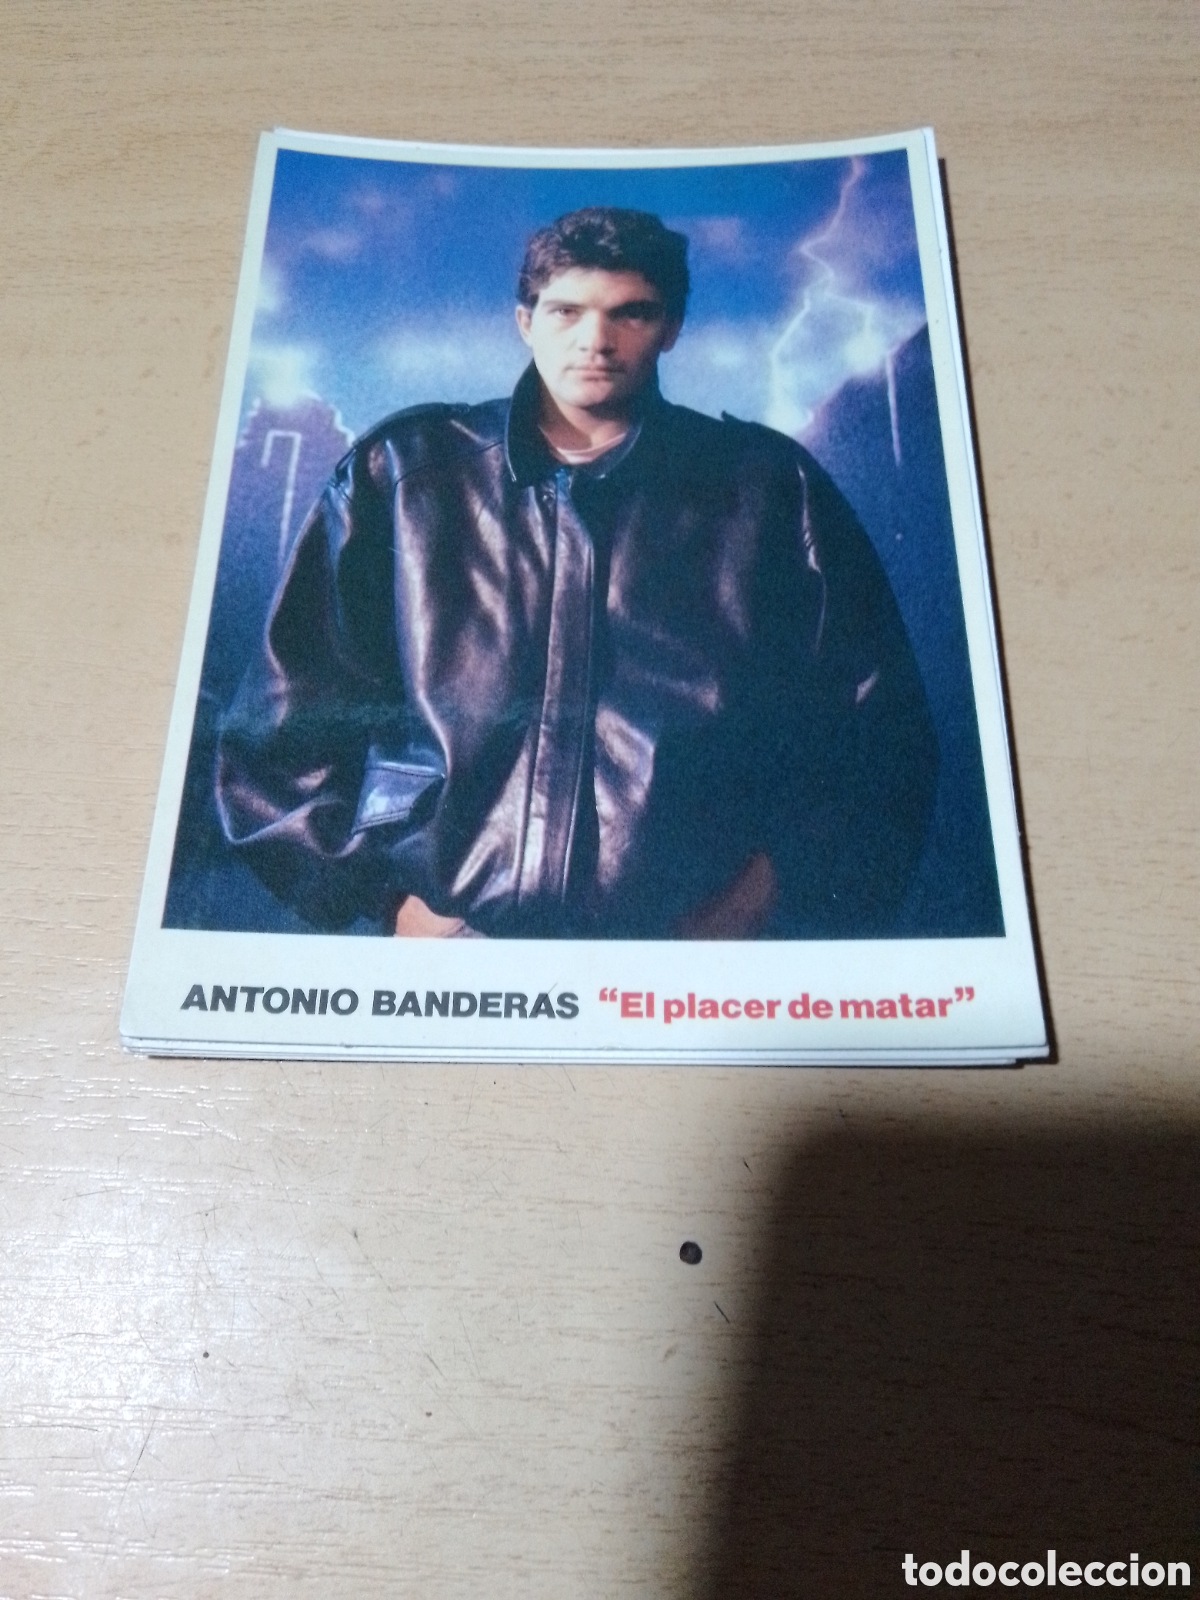 ANTONIO BANDERAS “El placer de matar”
todocoleccion